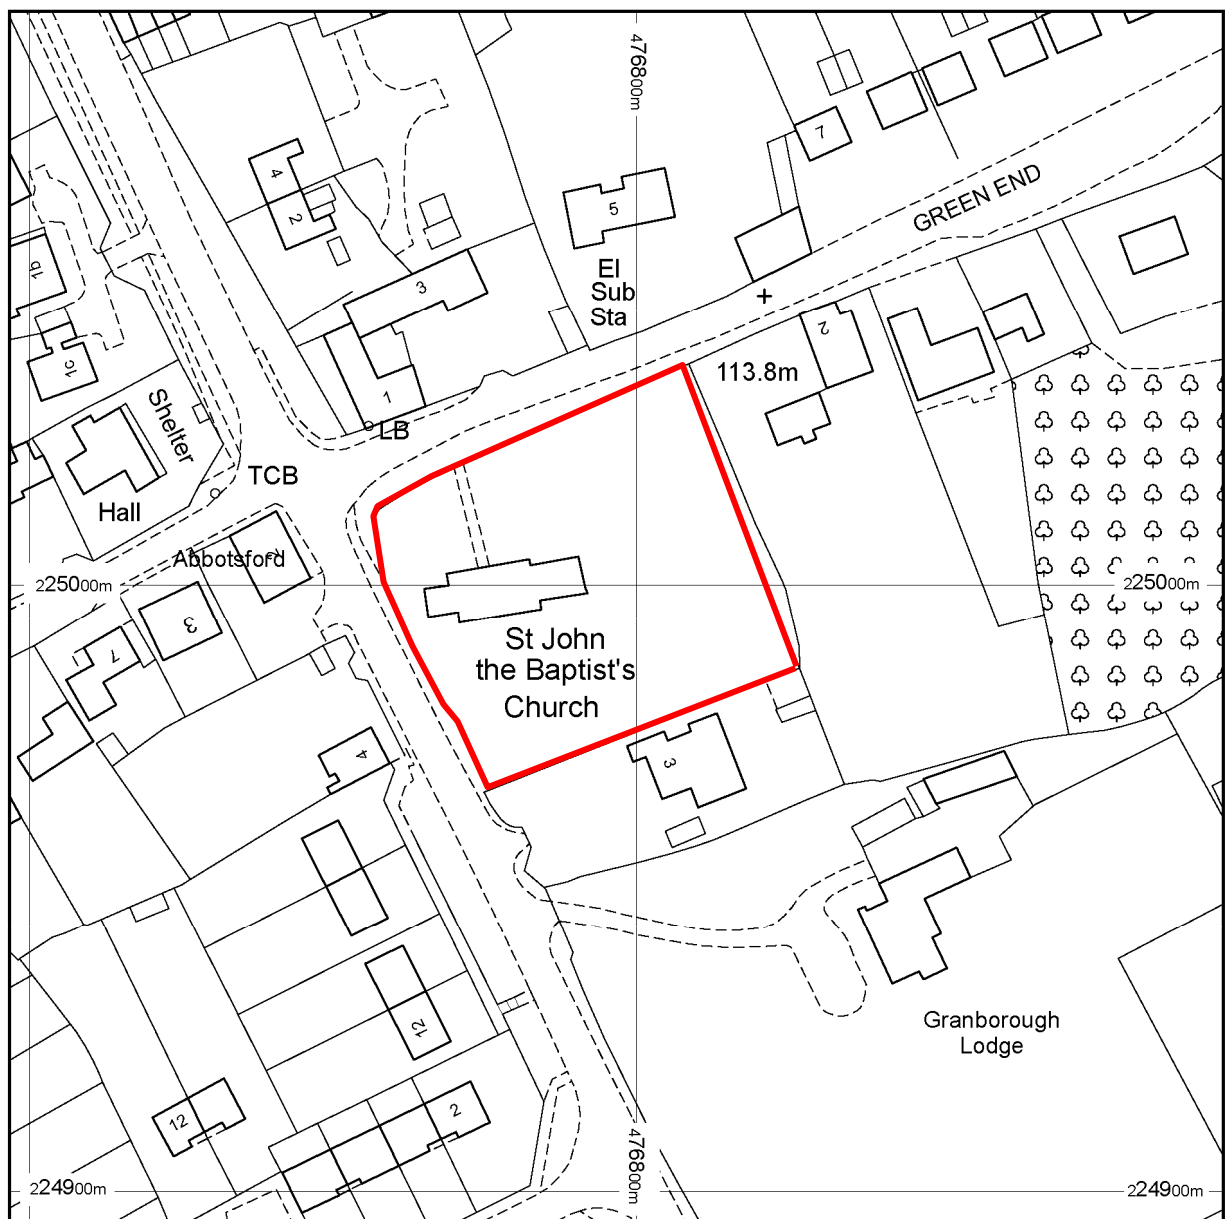 476800m
7
4
2
5
GREEN END
1b
El
Sub
Sta
3
2
1c
113.8m
Shelter
1
LB
TCB
Hall
Abbotsford
2
225000m
225000m
3
7
St John
the Baptist's
Church
4
3
12
Granborough
Lodge
12
2
476800m
224900m
224900m